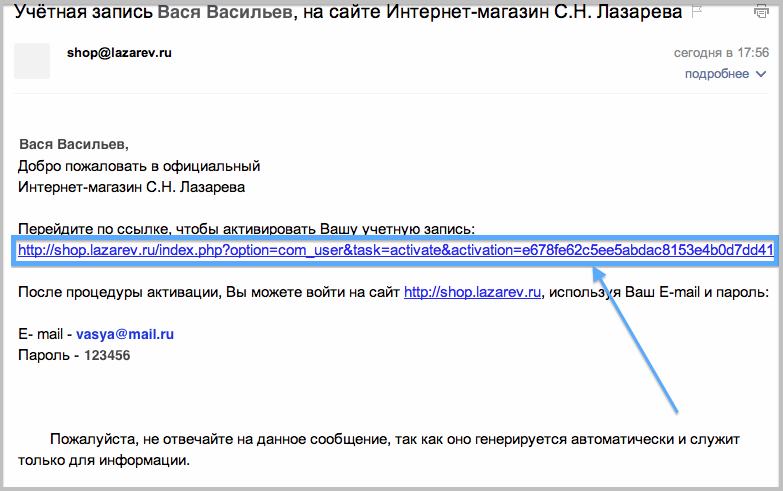 Учётная запись Вася Васильев, на сайте Интернет-магазин С.Н. Лазарева
shop@lazarev.ru
сегодня в 17:56
подробнее
Вася Васильев,
Добро пожаловать в официальный
Интернет-магазин С.Н. Лазарева
Перейдите по ссылке, чтобы активировать Вашу учетную запись:
http://shop.lazarev.ru/index.php?option=com_user&task=activate&activation=e678fe62c5ee5abdac8153e4b0d7dd41
После процедуры активации, Вы можете войти на сайт http://shop.lazarev.ru, используя Ваш E-mail и пароль:
E- mail - vasya@mail.ru
Пароль - 123456
Пожалуйста, не отвечайте на данное сообщение, так как оно генерируется автоматически и служит
только для информации.